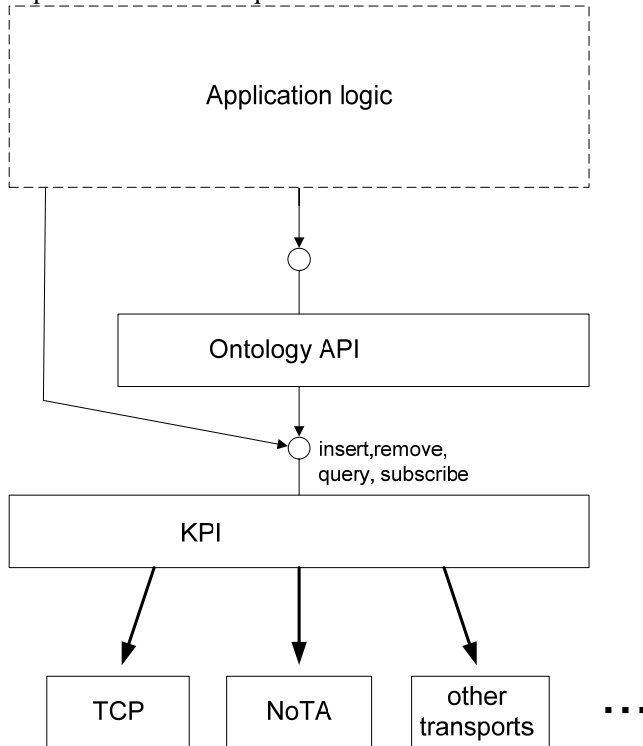 Application logic
Ontology API
insert,remove,
query, subscribe
KPI
TCP
NoTA
other
transports
...